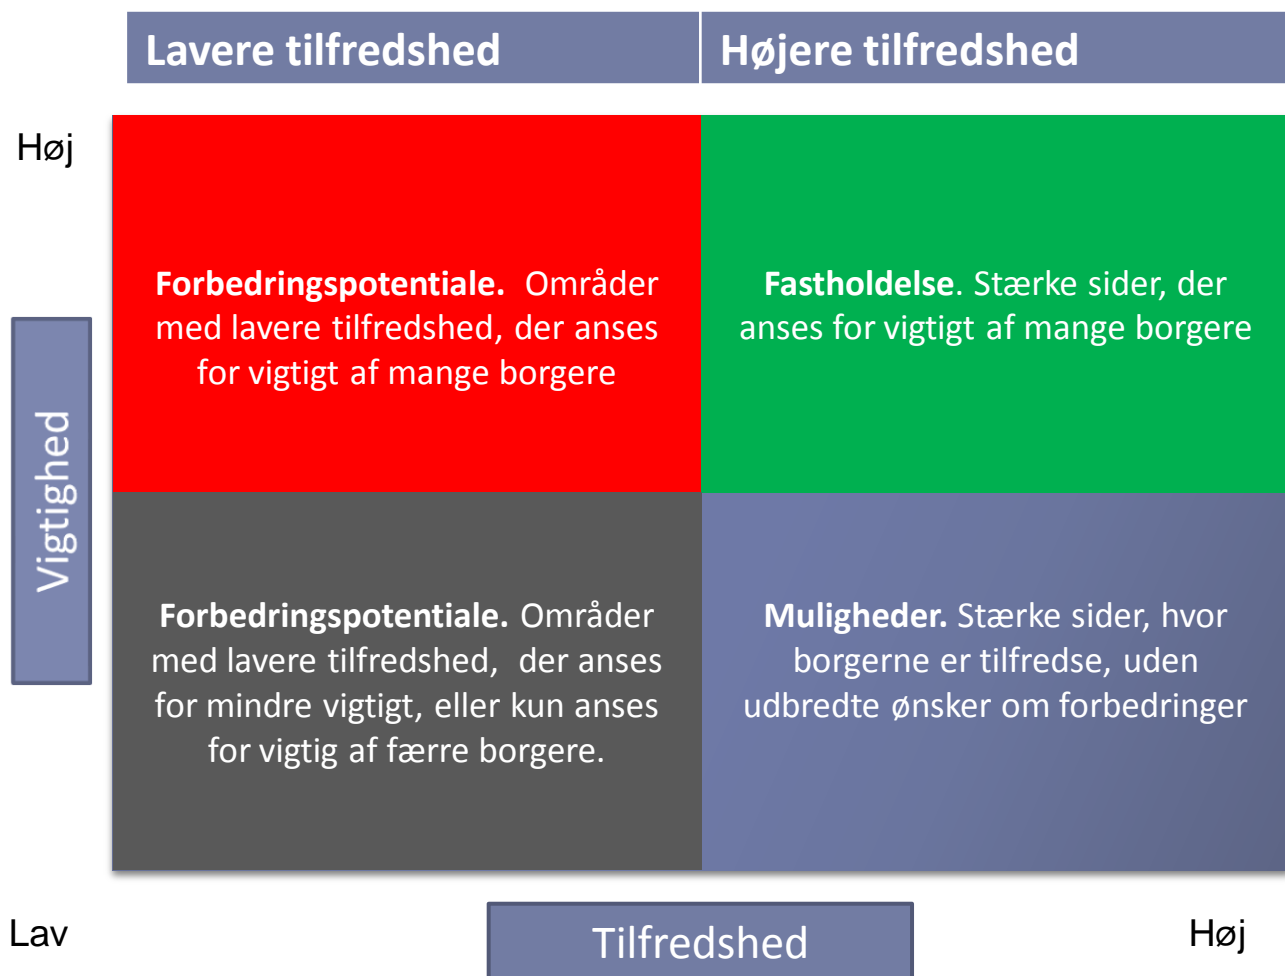 Lavere tilfredshed
Højere tilfredshed
Høj
Forbedringspotentiale. Områder
med lavere tilfredshed, der anses
for vigtigt af mange borgere
Fastholdelse. Stærke sider, der
anses for vigtigt af mange borgere
Vigtighed
Forbedringspotentiale. Områder
med lavere tilfredshed, der anses
for mindre vigtigt, eller kun anses
for vigtig af færre borgere.
Muligheder. Stærke sider, hvor
borgerne er tilfredse, uden
udbredte ønsker om forbedringer
Lav
Tilfredshed
Høj